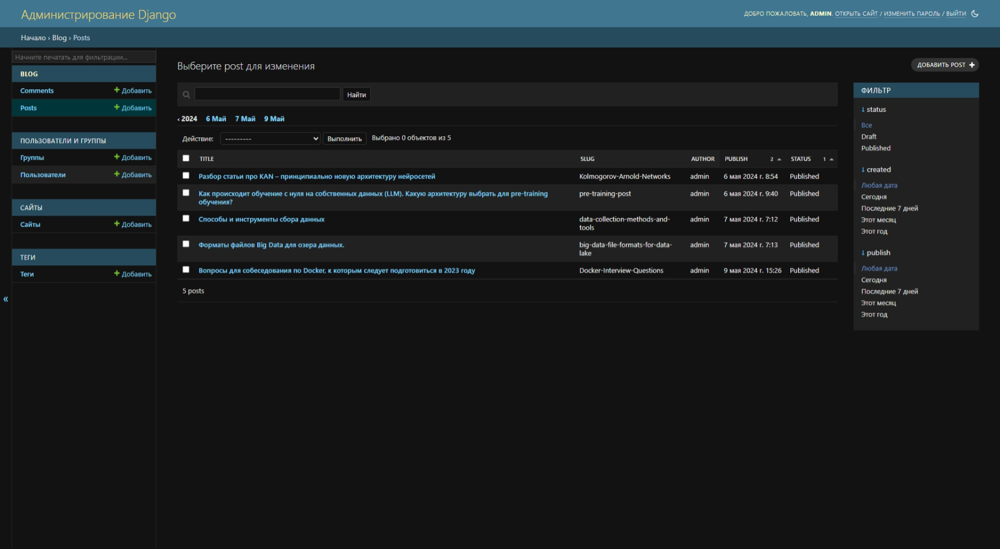 Администрирование Django
ДОБРО ПОЖАЛОВАТЬ, ADMIN. ОТКРЫТЬ САЙТ / ИЗМЕНИТЬ ПАРОЛЬ / ВЫЙТИ
Начало › Blog › Posts
Начните печатать для фильтрации...
BLOG
Comments + Добавить
Posts + Добавить
ПОЛЬЗОВАТЕЛИ И ГРУППЫ
Группы + Добавить
Пользователи + Добавить
САЙТЫ
Сайты + Добавить
ТЕГИ
Теги + Добавить
«
Выберите post для изменения
ДОБАВИТЬ POST +
Найти
‹ 2024 6 Май 7 Май 9 Май
Действие: --------- Выполнить Выбрано 0 объектов из 5
TITLE SLUG AUTHOR PUBLISH 2 STATUS 1
Разбор статьи про KAN – принципиально новую архитектуру нейросетей Kolmogorov-Arnold-Networks admin 6 мая 2024 г. 8:54 Published
Как происходит обучение с нуля на собственных данных (LLM). Какую архитектуру выбрать для pre-training pre-training-post admin 6 мая 2024 г. 9:40 Published
обучения?
Способы и инструменты сбора данных data-collection-methods-and- admin 7 мая 2024 г. 7:12 Published
tools
Форматы файлов Big Data для озера данных. big-data-file-formats-for-data- admin 7 мая 2024 г. 7:13 Published
lake
Вопросы для собеседования по Docker, к которым следует подготовиться в 2023 году Docker-Interview-Questions admin 9 мая 2024 г. 15:26 Published
5 posts
ФИЛЬТР
↓ status
Все
Draft
Published
↓ created
Любая дата
Сегодня
Последние 7 дней
Этот месяц
Этот год
↓ publish
Любая дата
Сегодня
Последние 7 дней
Этот месяц
Этот год